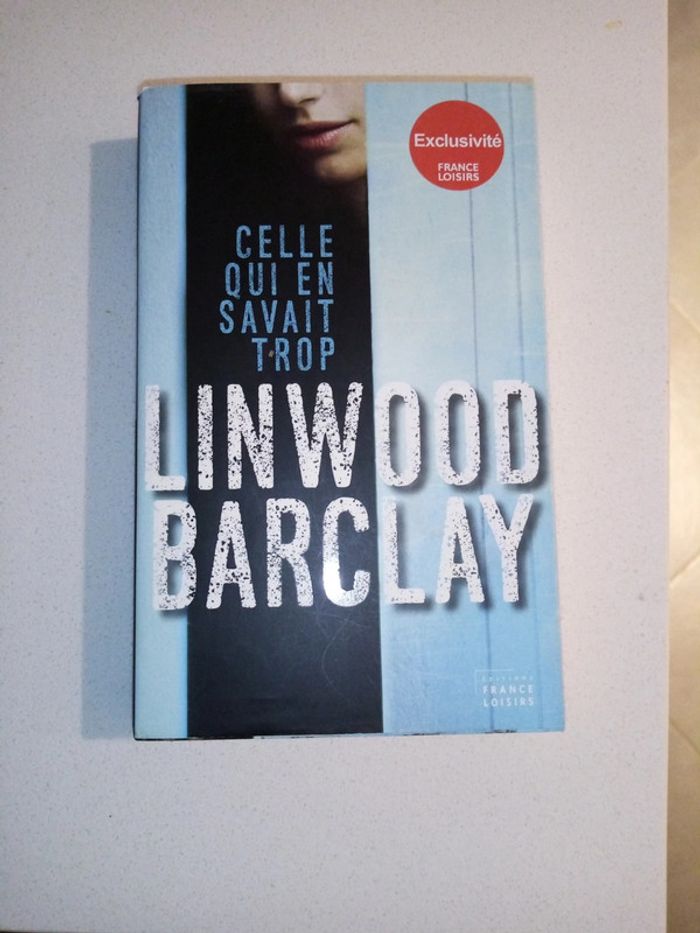 Exclusivité
FRANCE
LOISIRS
CELLE
QUI EN
SAVAIT
TROP
LINWOOD
BARCLAY
ÉDITIONS
FRANCE
LOISIRS